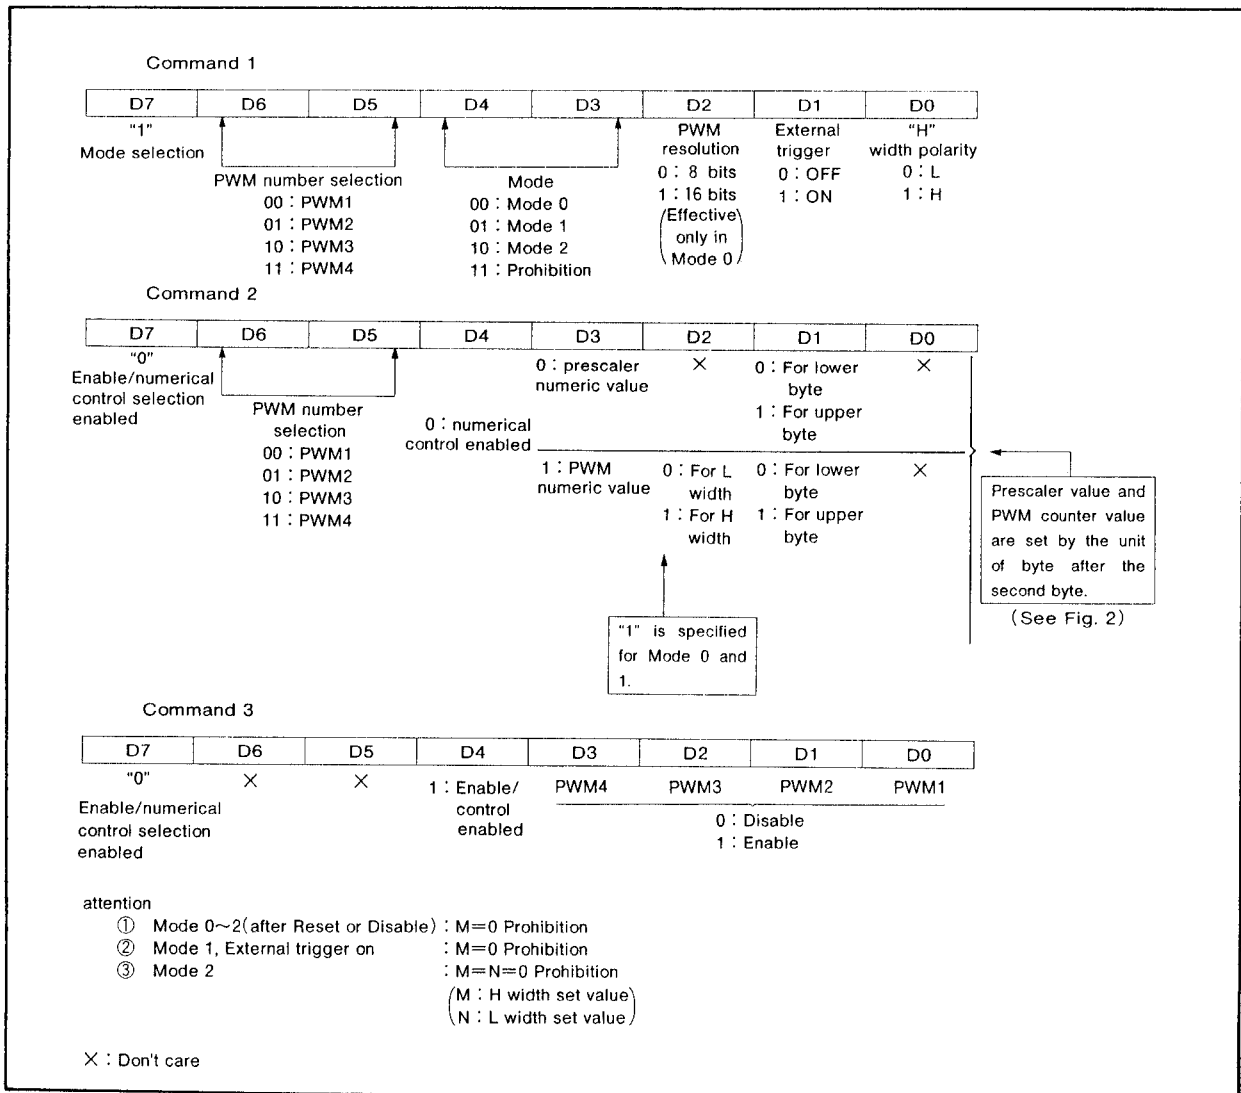 Command 1
D7 D6 D5 D4 D3 D2 D1 D0
"1"
Mode selection
PWM number selection
00 : PWM1
01 : PWM2
10 : PWM3
11 : PWM4
Mode
00 : Mode 0
01 : Mode 1
10 : Mode 2
11 : Prohibition
PWM
resolution
0 : 8 bits
1 : 16 bits
(Effective
only in
Mode 0)
External
trigger
0 : OFF
1 : ON
"H"
width polarity
0 : L
1 : H
Command 2
D7 D6 D5 D4 D3 D2 D1 D0
"0"
Enable/numerical
control selection
enabled
PWM number
selection
00 : PWM1
01 : PWM2
10 : PWM3
11 : PWM4
0 : numerical
control enabled
0 : prescaler
numeric value
×
0 : For lower
byte
1 : For upper
byte
×
1 : PWM
numeric value
0 : For L
width
1 : For H
width
0 : For lower
byte
1 : For upper
byte
×
Prescaler value and
PWM counter value
are set by the unit
of byte after the
second byte.
(See Fig. 2)
"1" is specified
for Mode 0 and
1.
Command 3
D7 D6 D5 D4 D3 D2 D1 D0
"0"
Enable/numerical
control selection
enabled
×
×
1 : Enable/
control
enabled
PWM4 PWM3 PWM2 PWM1
0 : Disable
1 : Enable
attention
① Mode 0~2(after Reset or Disable) : M=0 Prohibition
② Mode 1, External trigger on : M=0 Prohibition
③ Mode 2 : M=N=0 Prohibition
(M : H width set value
N : L width set value)
× : Don't care